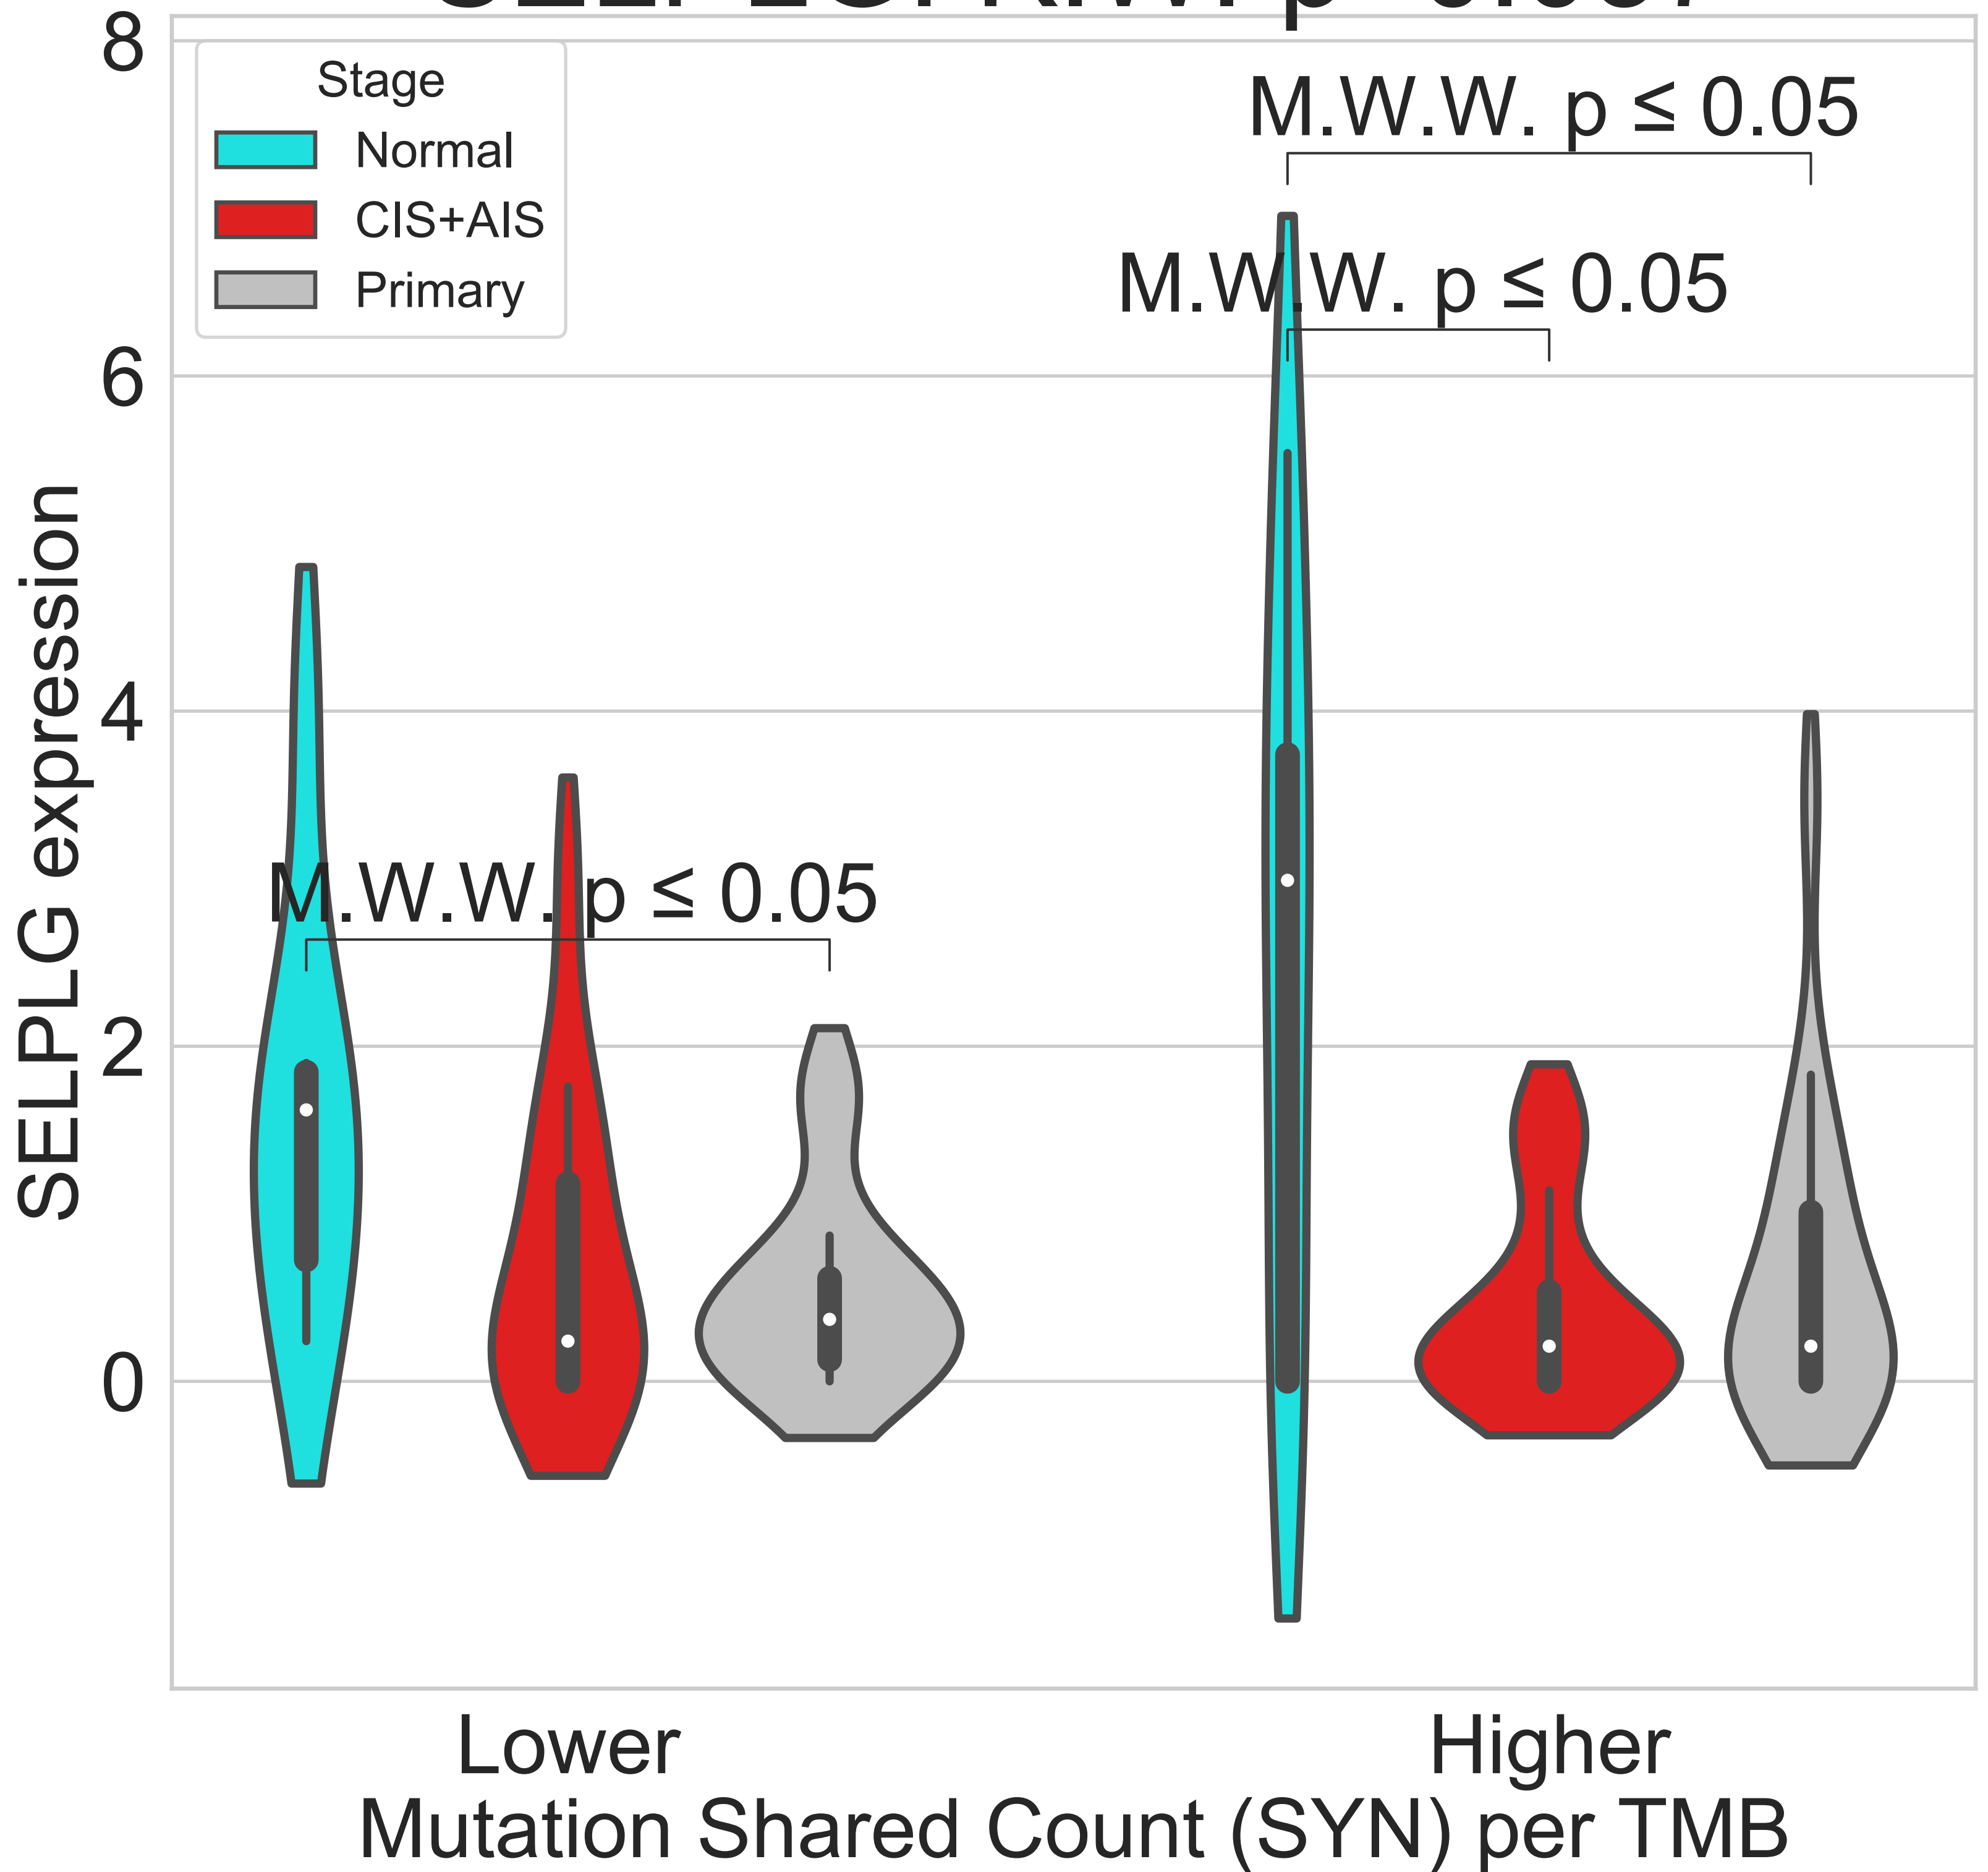 8
Stage
Normal
CIS+AIS
Primary
M.W.W. p ≤ 0.05
M.W.W. p ≤ 0.05
6
4
M.W.W. p ≤ 0.05
2
0
SELPLG expression
Lower
Higher
Mutation Shared Count (SYN) per TMB